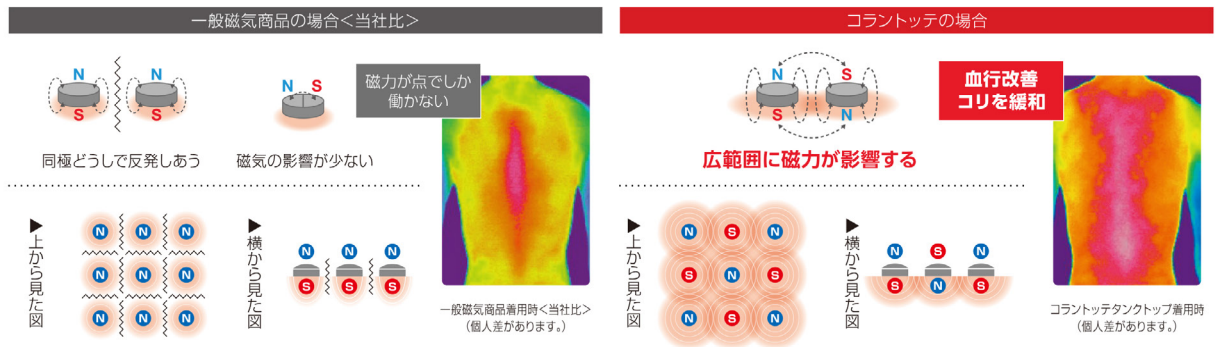 一般磁気商品の場合＜当社比＞
N
N
S
S
N S
磁力が点でしか
働かない
同極どうしで反発しあう
磁気の影響が少ない
▶上から見た図
N N N
N N N
N N N
▶横から見た図
N N N
S S S
一般磁気商品着用時＜当社比＞
（個人差があります。）
コラントッテの場合
N S
S N
血行改善
コリを緩和
広範囲に磁力が影響する
▶上から見た図
N S N
S N S
N S N
▶横から見た図
N S N
S N S
コラントッテタンクトップ着用時
（個人差があります。）